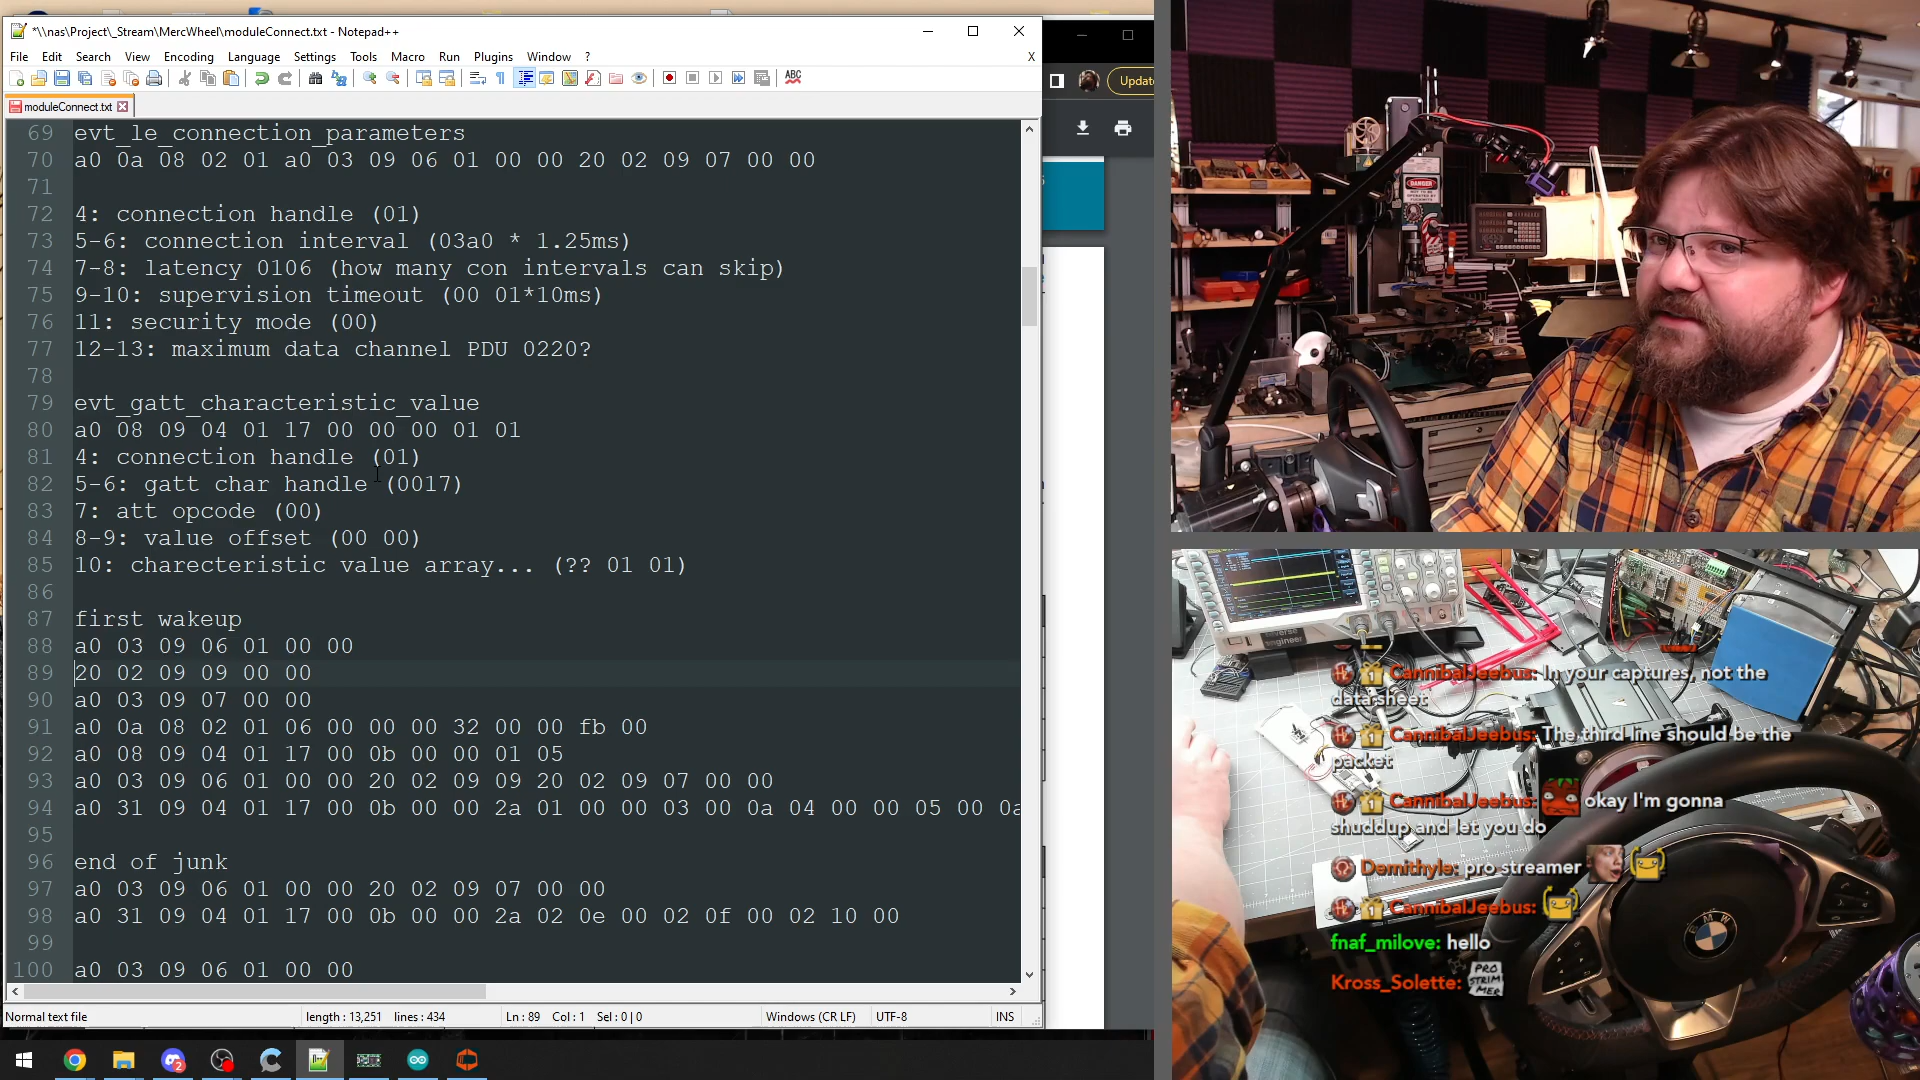 *\\nas\Project\_Stream\MercWheel\moduleConnect.txt - Notepad++
File Edit Search View Encoding Language Settings Tools Macro Run Plugins Window ? X
moduleConnect.txt
69 evt_le_connection_parameters
70 a0 0a 08 02 01 a0 03 09 06 01 00 00 20 02 09 07 00 00
71
72 4: connection handle (01)
73 5-6: connection interval (03a0 * 1.25ms)
74 7-8: latency 0106 (how many con intervals can skip)
75 9-10: supervision timeout (00 01*10ms)
76 11: security mode (00)
77 12-13: maximum data channel PDU 0220?
78
79 evt_gatt_characteristic_value
80 a0 08 09 04 01 17 00 00 00 01 01
81 4: connection handle (01)
82 5-6: gatt char handle (0017)
83 7: att opcode (00)
84 8-9: value offset (00 00)
85 10: charecteristic value array... (?? 01 01)
86
87 first wakeup
88 a0 03 09 06 01 00 00
89 20 02 09 09 00 00
90 a0 03 09 07 00 00
91 a0 0a 08 02 01 06 00 00 00 32 00 00 fb 00
92 a0 08 09 04 01 17 00 0b 00 00 01 05
93 a0 03 09 06 01 00 00 20 02 09 09 20 02 09 07 00 00
94 a0 31 09 04 01 17 00 0b 00 00 2a 01 00 00 03 00 0a 04 00 00 05 00 0a
95
96 end of junk
97 a0 03 09 06 01 00 00 20 02 09 07 00 00
98 a0 31 09 04 01 17 00 0b 00 00 2a 02 0e 00 02 0f 00 02 10 00
99
100 a0 03 09 06 01 00 00
Normal text file length : 13,251 lines : 434 Ln : 89 Col : 1 Sel : 0 | 0 Windows (CR LF) UTF-8 INS
Updat
DANGER
CannibalJeebus: In your captures, not the
data sheet
CannibalJeebus: The third line should be the
packet
CannibalJeebus: okay I'm gonna
shuddup and let you do
Demithyle: pro streamer
CannibalJeebus:
fnaf_milove: hello
Kross_Solette: PRO
STRIM
MER
BMW